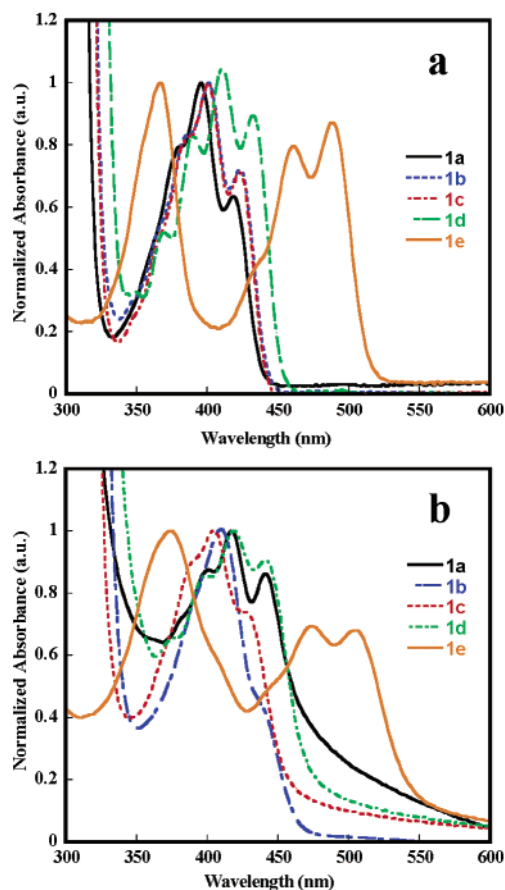 1.2
1
0.8
0.6
0.4
0.2
0
Normalized Absorbance (a.u.)
a
1a
1b
1c
1d
1e
300 350 400 450 500 550 600
Wavelength (nm)
1.2
1
0.8
0.6
0.4
0.2
0
Normalized Absorbance (a.u.)
b
1a
1b
1c
1d
1e
300 350 400 450 500 550 600
Wavelength (nm)